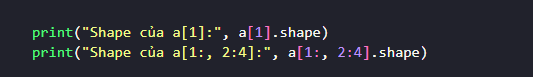 print("Shape của a[1]:", a[1].shape)
print("Shape của a[1:, 2:4]:", a[1:, 2:4].shape)